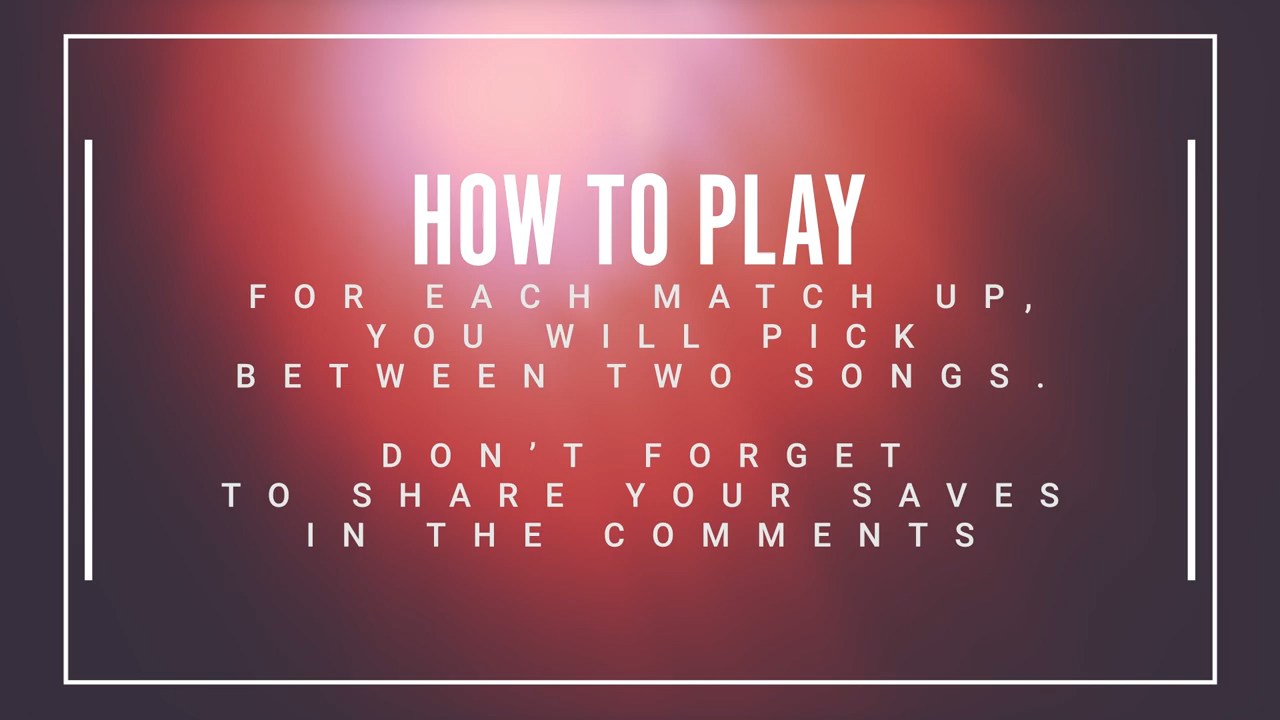 HOW TO PLAY
FOR EACH MATCH UP,
YOU WILL PICK
BETWEEN TWO SONGS.
DON’T FORGET
TO SHARE YOUR SAVES
IN THE COMMENTS